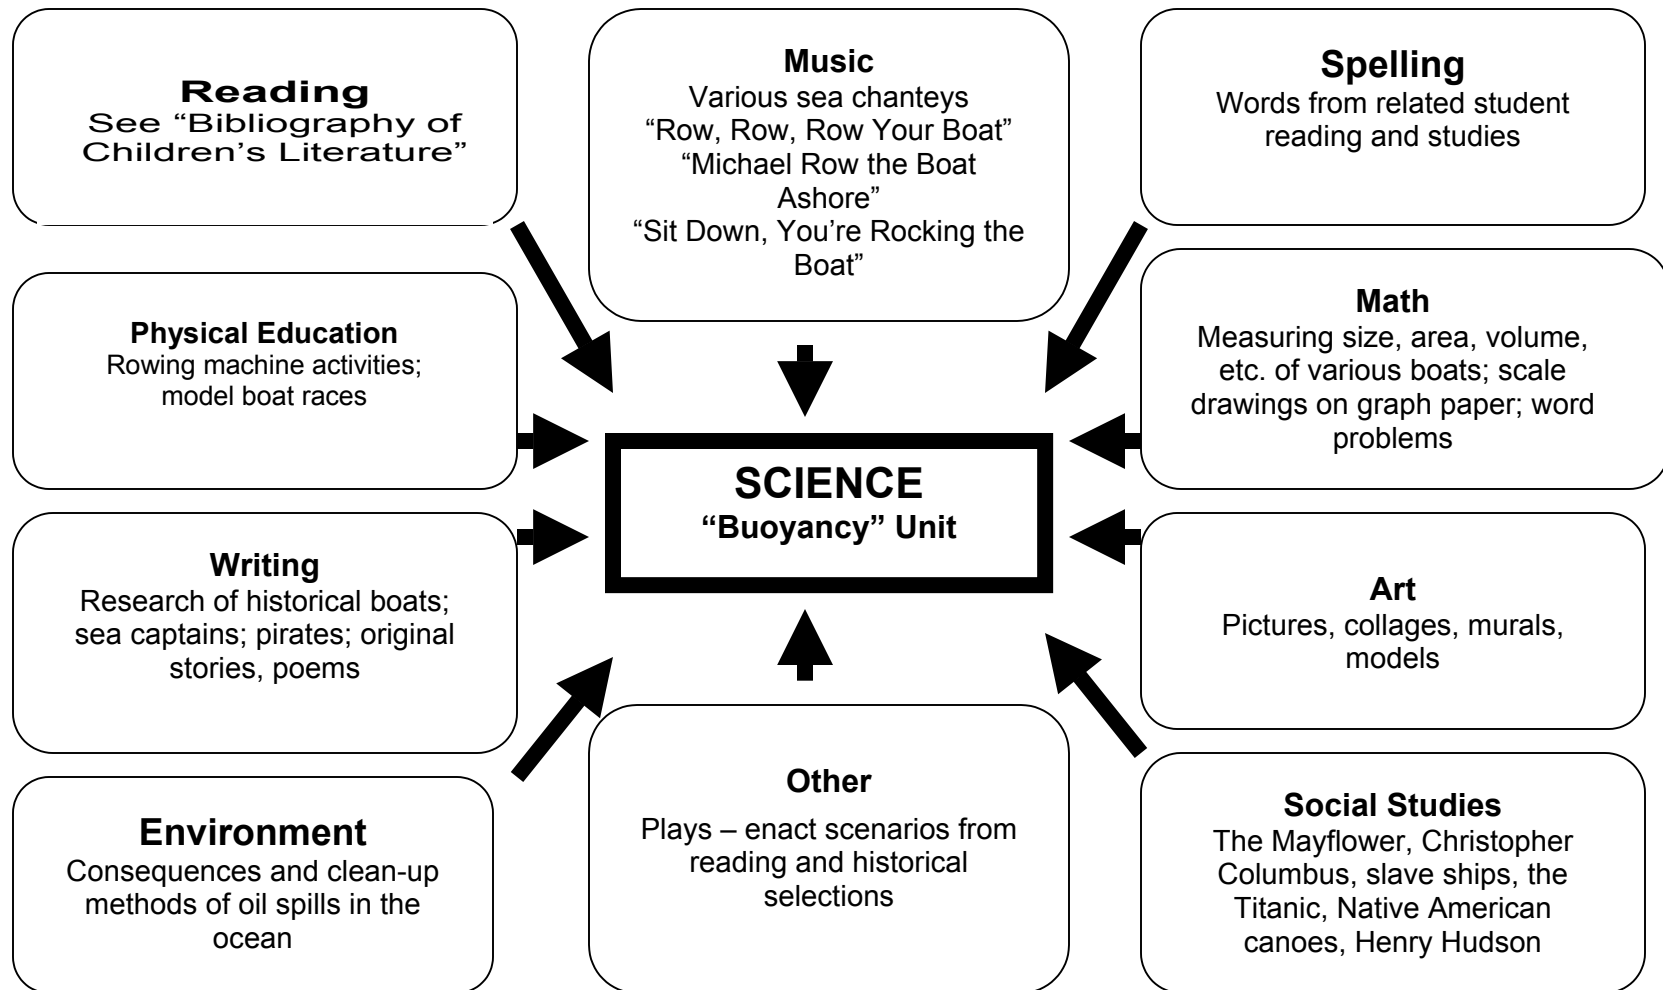 Reading
See “Bibliography of
Children’s Literature”
Music
Various sea chanteys
“Row, Row, Row Your Boat”
“Michael Row the Boat
Ashore”
“Sit Down, You’re Rocking the
Boat”
Spelling
Words from related student
reading and studies
Physical Education
Rowing machine activities;
model boat races
Math
Measuring size, area, volume,
etc. of various boats; scale
drawings on graph paper; word
problems
SCIENCE
“Buoyancy” Unit
Writing
Research of historical boats;
sea captains; pirates; original
stories, poems
Art
Pictures, collages, murals,
models
Environment
Consequences and clean-up
methods of oil spills in the
ocean
Other
Plays – enact scenarios from
reading and historical
selections
Social Studies
The Mayflower, Christopher
Columbus, slave ships, the
Titanic, Native American
canoes, Henry Hudson